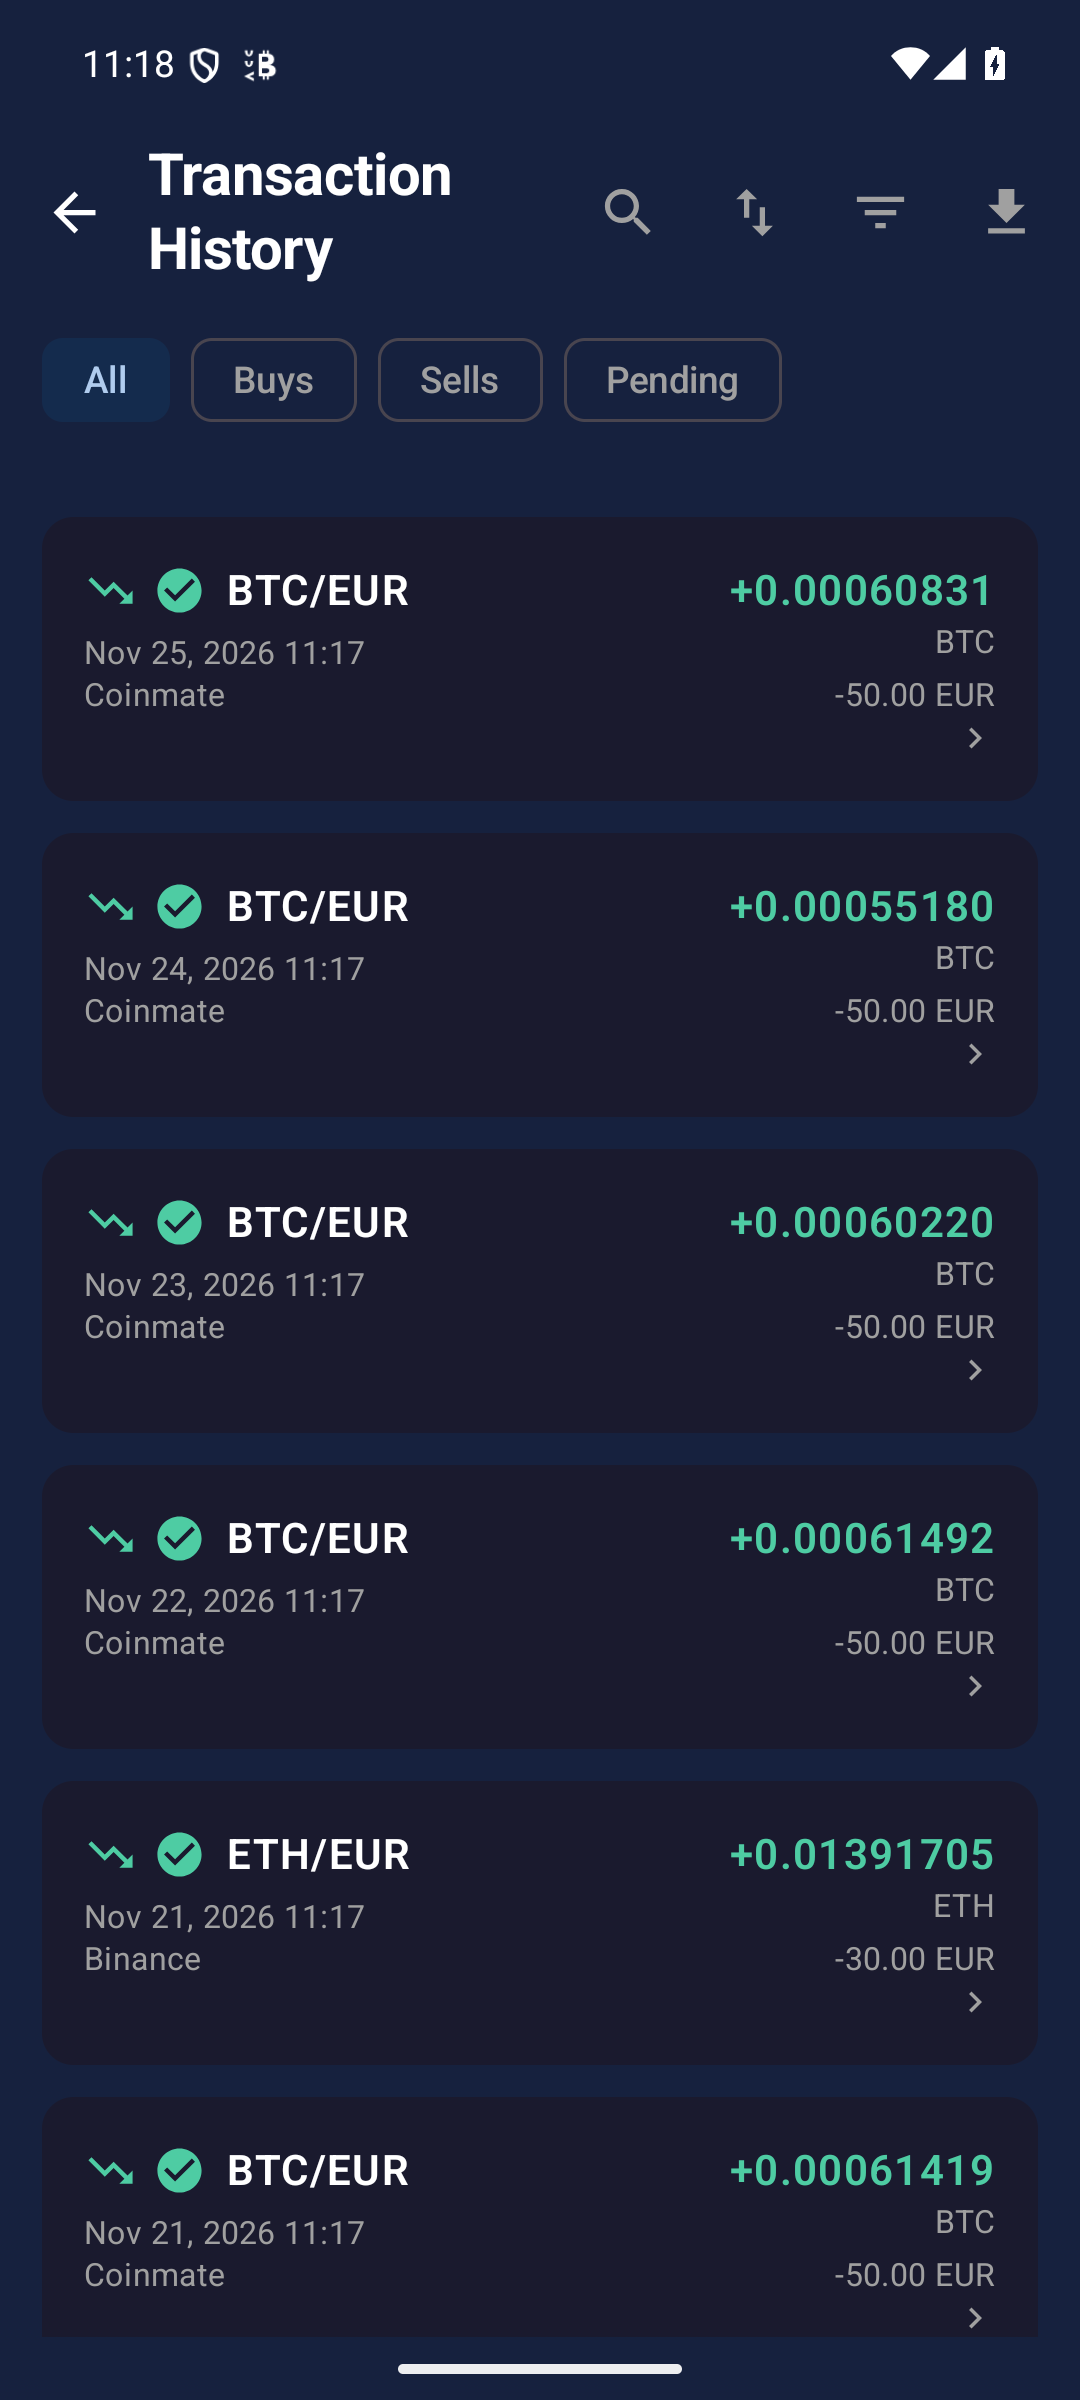 11:18
Transaction
History
All
Buys
Sells
Pending
BTC/EUR
+0.00060831
Nov 25, 2026 11:17
BTC
Coinmate
-50.00 EUR
BTC/EUR
+0.00055180
Nov 24, 2026 11:17
BTC
Coinmate
-50.00 EUR
BTC/EUR
+0.00060220
Nov 23, 2026 11:17
BTC
Coinmate
-50.00 EUR
BTC/EUR
+0.00061492
Nov 22, 2026 11:17
BTC
Coinmate
-50.00 EUR
ETH/EUR
+0.01391705
Nov 21, 2026 11:17
ETH
Binance
-30.00 EUR
BTC/EUR
+0.00061419
Nov 21, 2026 11:17
BTC
Coinmate
-50.00 EUR